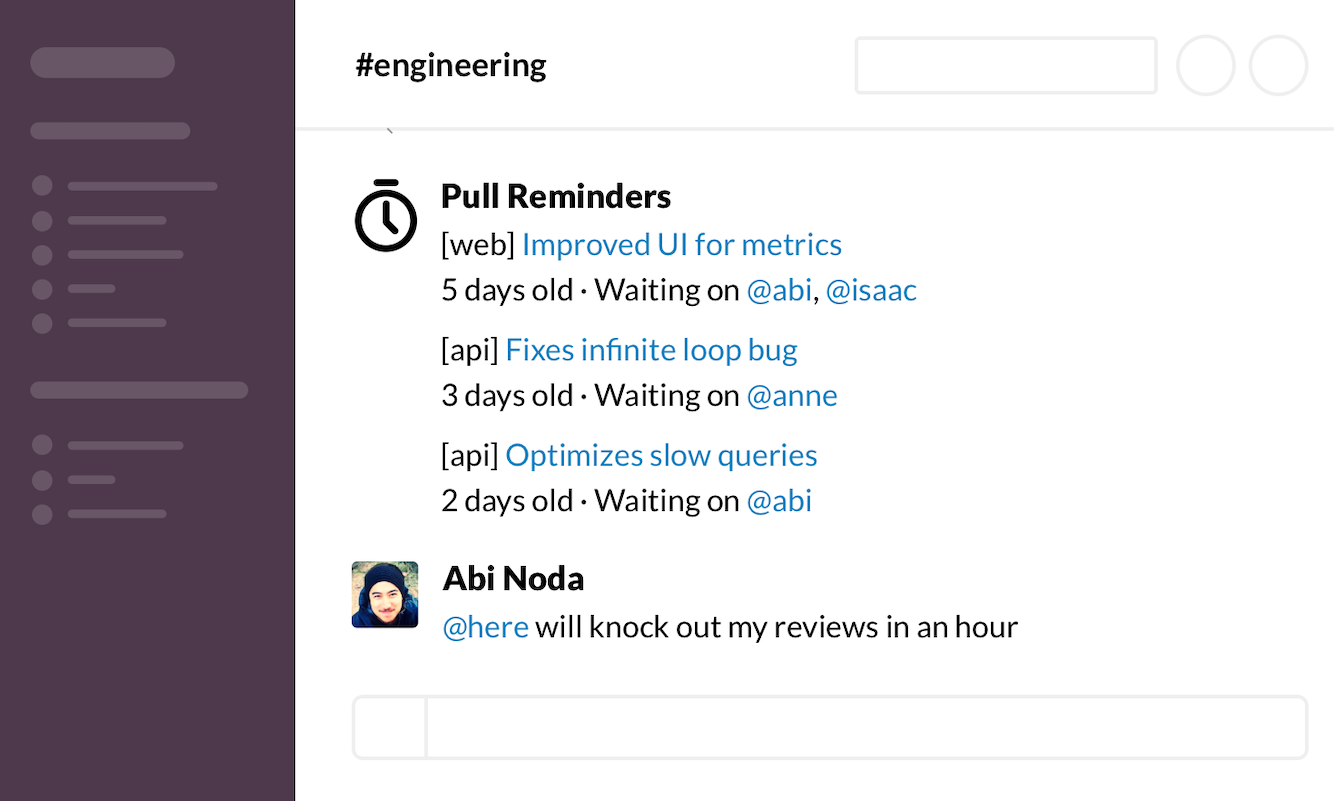 #engineering
Pull Reminders
[web] Improved UI for metrics
5 days old · Waiting on @abi, @isaac
[api] Fixes infinite loop bug
3 days old · Waiting on @anne
[api] Optimizes slow queries
2 days old · Waiting on @abi
Abi Noda
@here will knock out my reviews in an hour